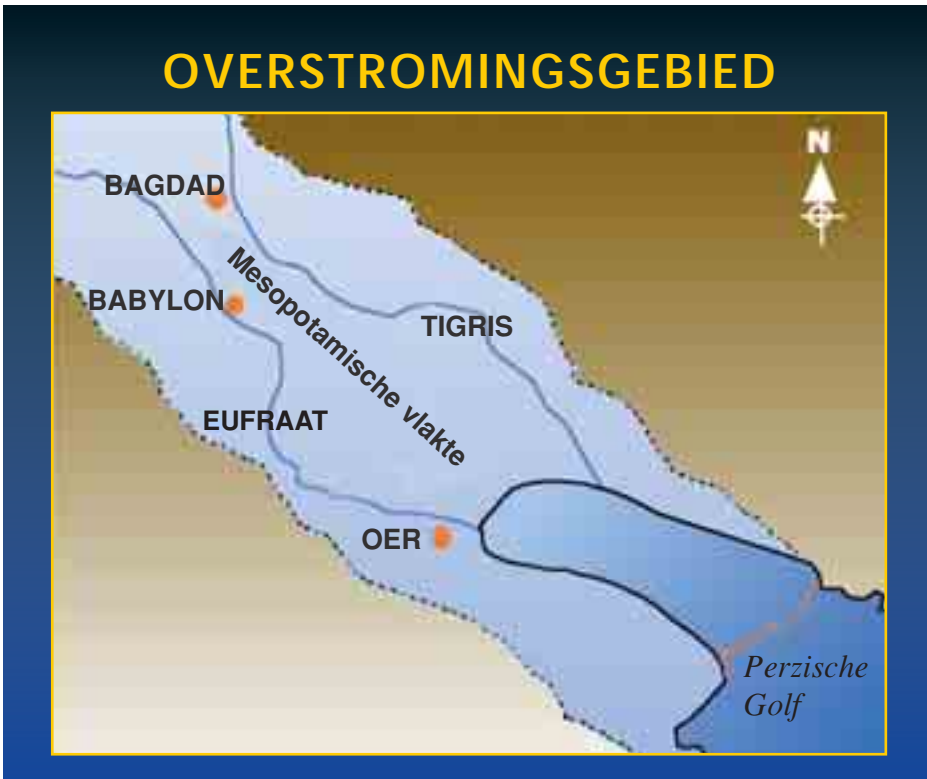 OVERSTROMINGSGEBIED
N
BAGDAD
Mesopotamische vlakte
BABYLON
TIGRIS
EUFRAAT
OER
Perzische
Golf